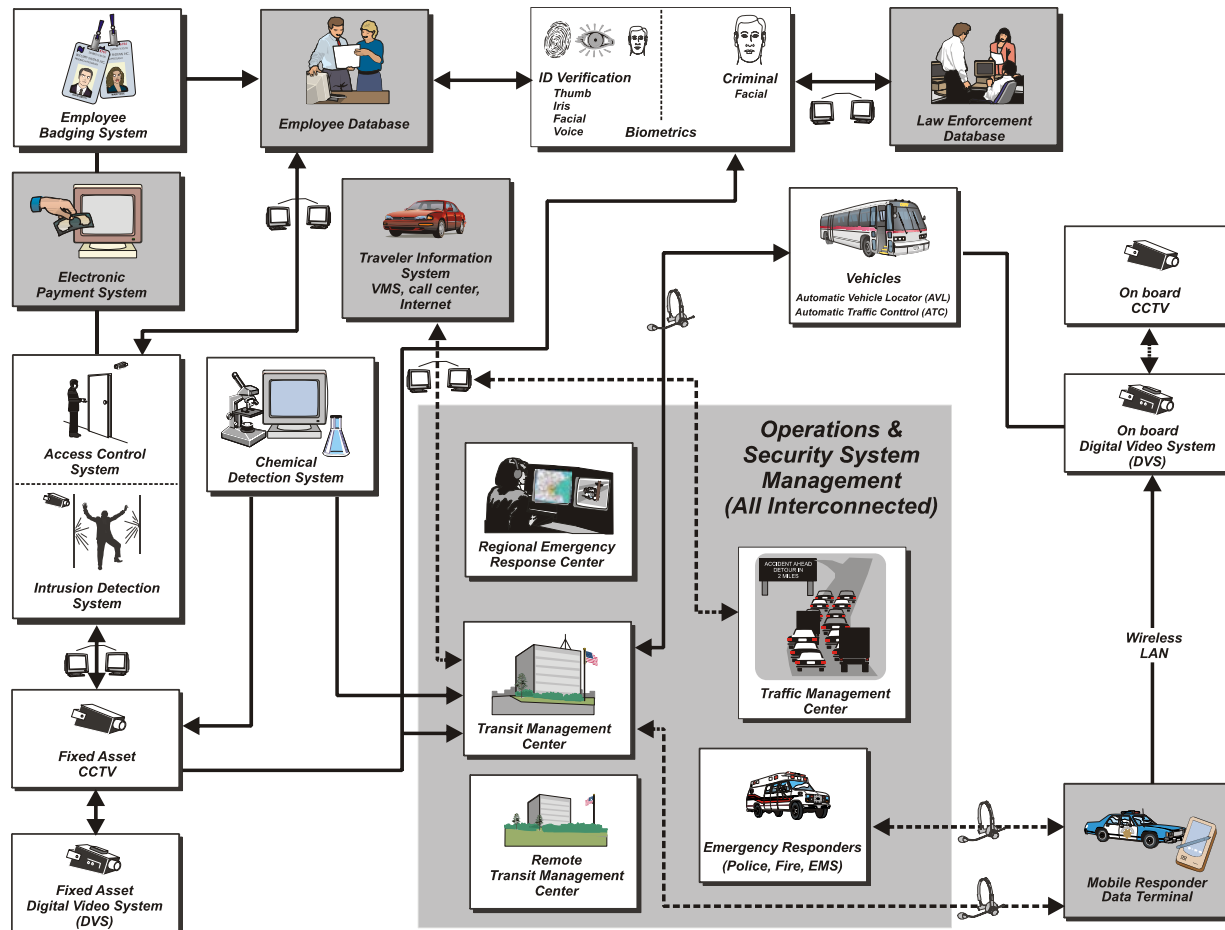 Employee
Badging System
Employee Database
ID Verification
Thumb
Iris
Facial
Voice
Criminal
Facial
Biometrics
Law Enforcement
Database
Electronic
Payment System
Traveler Information
System
VMS, call center,
Internet
Vehicles
Automatic Vehicle Locator (AVL)
Automatic Traffic Conttrol (ATC)
On board
CCTV
Access Control
System
Intrusion Detection
System
Chemical
Detection System
On board
Digital Video System
(DVS)
Operations &
Security System
Management
(All Interconnected)
Regional Emergency
Response Center
ACCIDENT AHEAD
DETOUR IN
2 MILES
Traffic Management
Center
Wireless
LAN
Transit Management
Center
Fixed Asset
CCTV
Remote
Transit Management
Center
Emergency Responders
(Police, Fire, EMS)
Mobile Responder
Data Terminal
Fixed Asset
Digital Video System
(DVS)